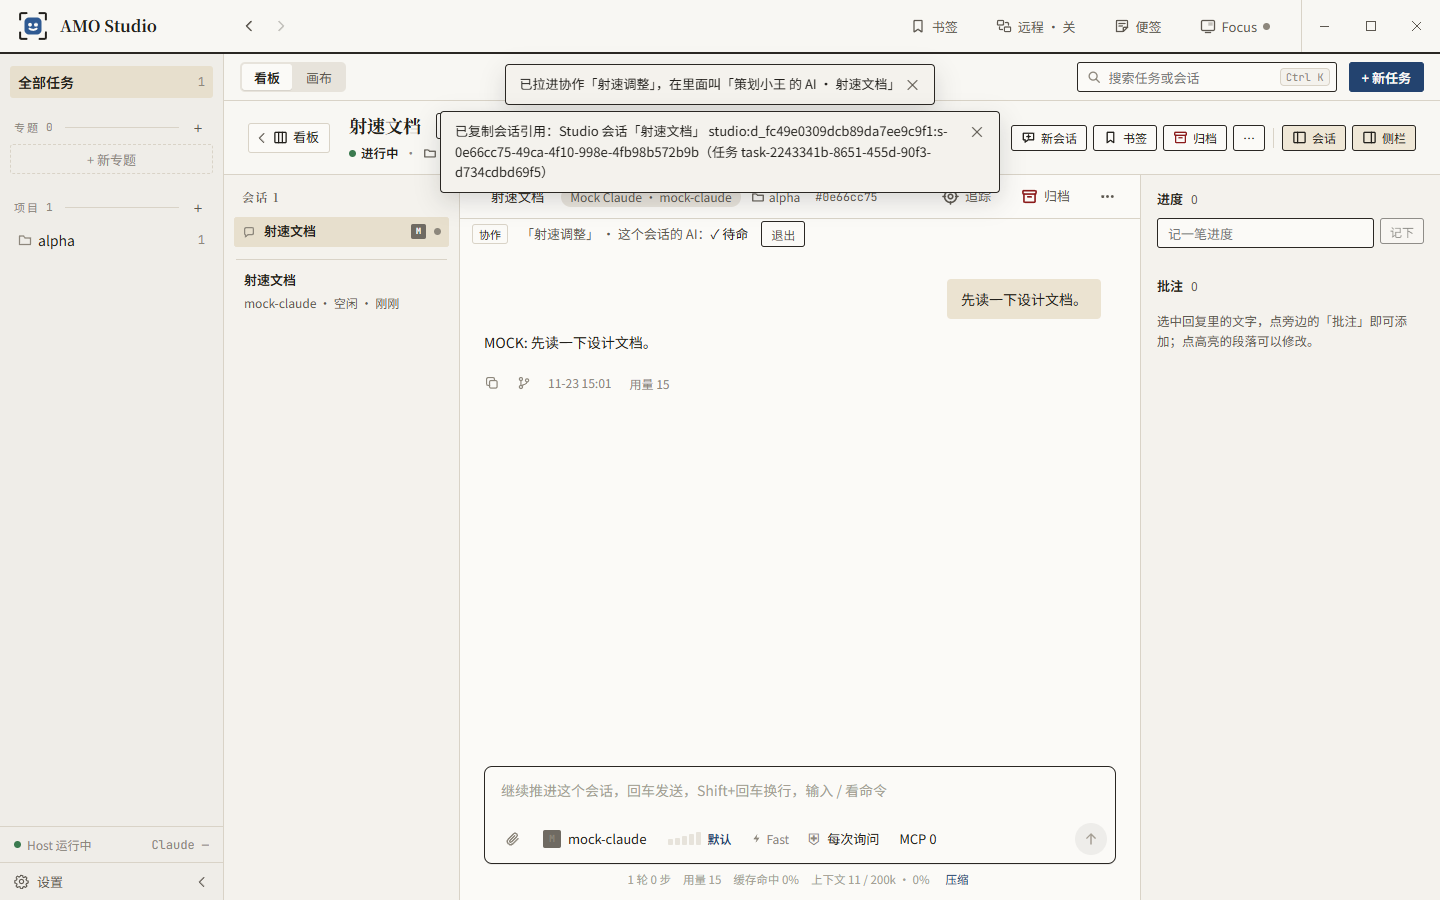 AMO Studio
书签
远程 · 关
便签
Focus
全部任务 1
看板
画布
搜索任务或会话
Ctrl K
+ 新任务
已拉进协作「射速调整」，在里面叫「策划小王 的 AI · 射速文档」
已复制会话引用：Studio 会话「射速文档」 studio:d_fc49e0309dcb89da7ee9c9f1:s-
0e66cc75-49ca-4f10-998e-4fb98b572b9b（任务 task-2243341b-8651-455d-90f3-
d734cdbd69f5）
专题 0
+
+ 新专题
项目 1
+
alpha 1
看板
射速文档
进行中 ·
新会话
书签
归档
···
会话
侧栏
会话 1
射速文档 M
射速文档
mock-claude · 空闲 · 刚刚
射速文档
Mock Claude · mock-claude
alpha
#0e66cc75
追踪
归档
···
协作
「射速调整」 · 这个会话的 AI：✓ 待命
退出
先读一下设计文档。
MOCK: 先读一下设计文档。
11-23 15:01
用量 15
进度 0
记一笔进度
记下
批注 0
选中回复里的文字，点旁边的「批注」即可添
加；点高亮的段落可以修改。
继续推进这个会话，回车发送，Shift+回车换行，输入 / 看命令
M
mock-claude
默认
Fast
每次询问
MCP 0
1 轮 0 步
用量 15
缓存命中 0%
上下文 11 / 200k · 0%
压缩
Host 运行中
Claude —
设置